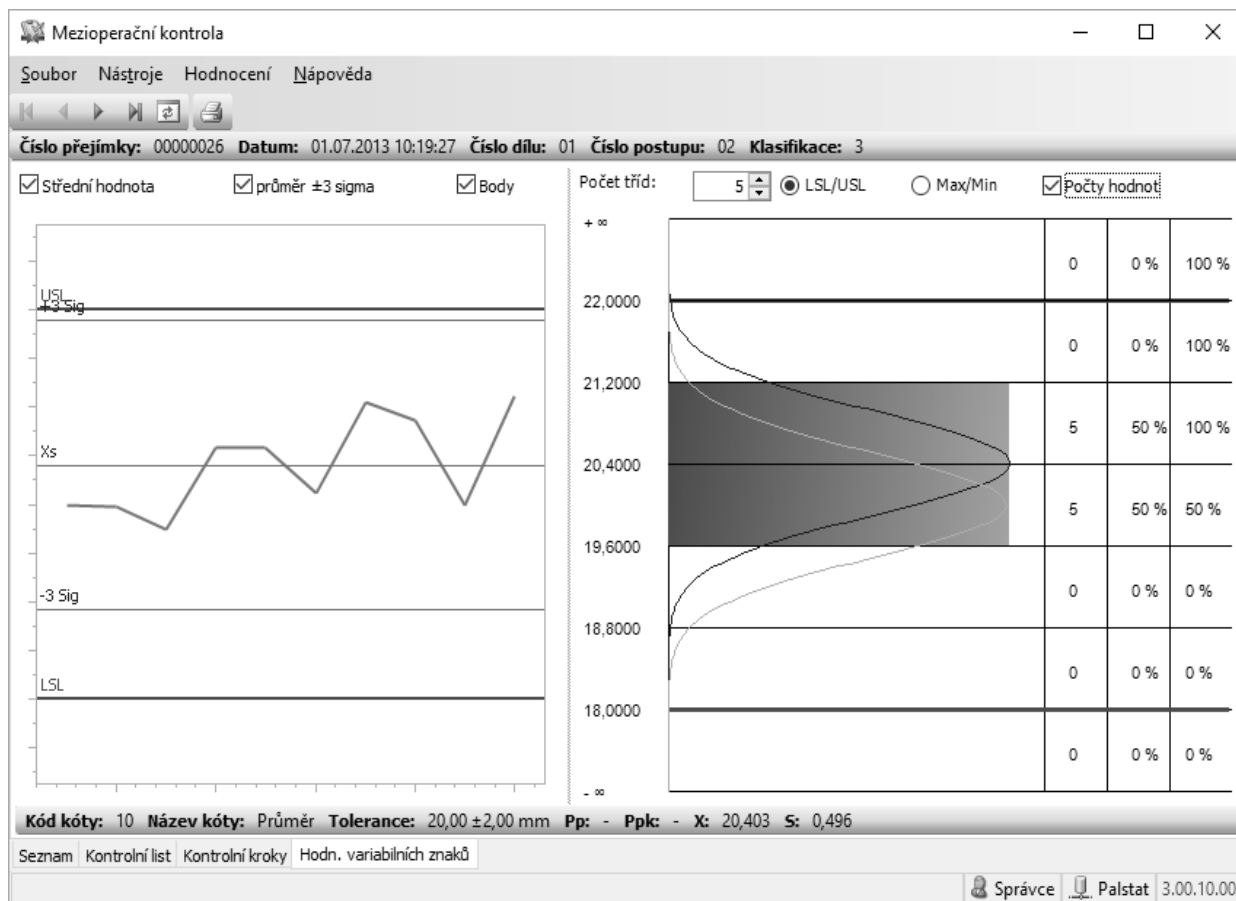 Mezioperační kontrola
Soubor Nástroje Hodnocení Nápověda
Číslo přejímky: 00000026 Datum: 01.07.2013 10:19:27 Číslo dílu: 01 Číslo postupu: 02 Klasifikace: 3
Střední hodnota průměr ±3 sigma Body Počet tříd: 5 LSL/USL Max/Min Počty hodnot
USL
+3 Sig
Xs
-3 Sig
LSL
+ ∞
0 0 % 100 %
22,0000
0 0 % 100 %
21,2000
5 50 % 100 %
20,4000
5 50 % 50 %
19,6000
0 0 % 0 %
18,8000
0 0 % 0 %
18,0000
0 0 % 0 %
- ∞
Kód kóty: 10 Název kóty: Průměr Tolerance: 20,00 ±2,00 mm Pp: - Ppk: - X: 20,403 S: 0,496
Seznam Kontrolní list Kontrolní kroky Hodn. variabilních znaků
Správce Palstat 3.00.10.00